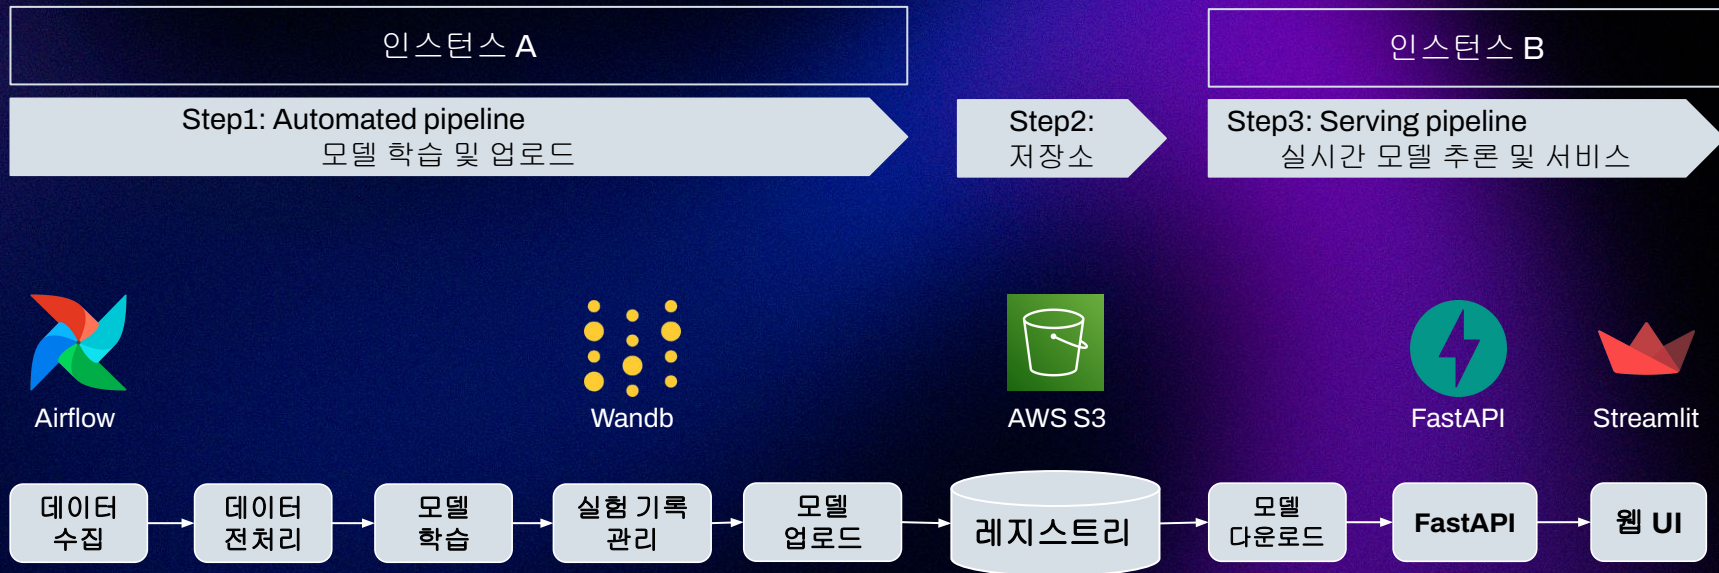 인스턴스 A
인스턴스 B
Step1: Automated pipeline
모델 학습 및 업로드
Step2:
저장소
Step3: Serving pipeline
실시간 모델 추론 및 서비스
Airflow
Wandb
AWS S3
FastAPI
Streamlit
데이터
수집
데이터
전처리
모델
학습
실험 기록
관리
모델
업로드
레지스트리
모델
다운로드
FastAPI
웹 UI